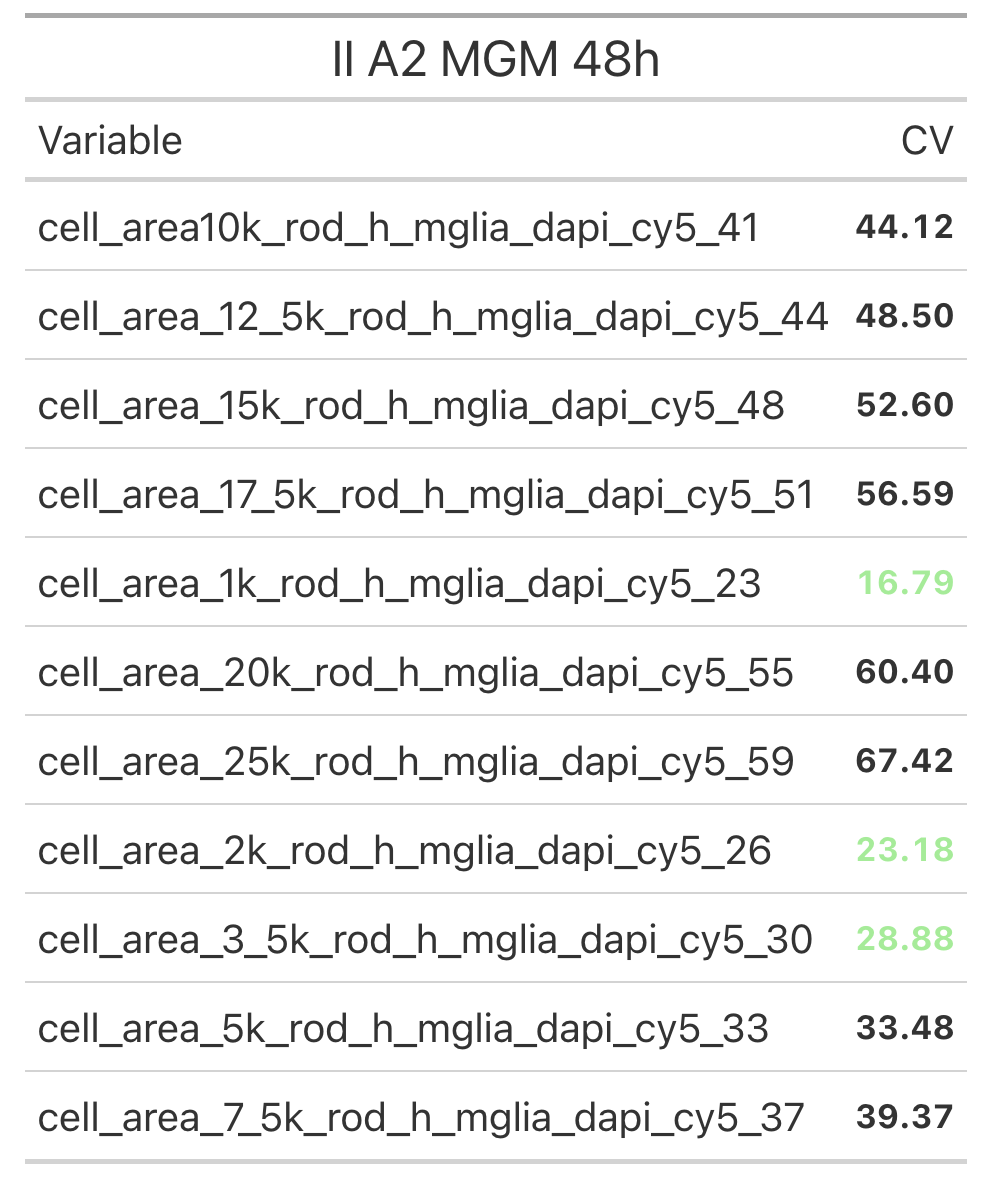 II A2 MGM 48h
Variable CV
cell_area10k_rod_h_mglia_dapi_cy5_41 44.12
cell_area_12_5k_rod_h_mglia_dapi_cy5_44 48.50
cell_area_15k_rod_h_mglia_dapi_cy5_48 52.60
cell_area_17_5k_rod_h_mglia_dapi_cy5_51 56.59
cell_area_1k_rod_h_mglia_dapi_cy5_23 16.79
cell_area_20k_rod_h_mglia_dapi_cy5_55 60.40
cell_area_25k_rod_h_mglia_dapi_cy5_59 67.42
cell_area_2k_rod_h_mglia_dapi_cy5_26 23.18
cell_area_3_5k_rod_h_mglia_dapi_cy5_30 28.88
cell_area_5k_rod_h_mglia_dapi_cy5_33 33.48
cell_area_7_5k_rod_h_mglia_dapi_cy5_37 39.37